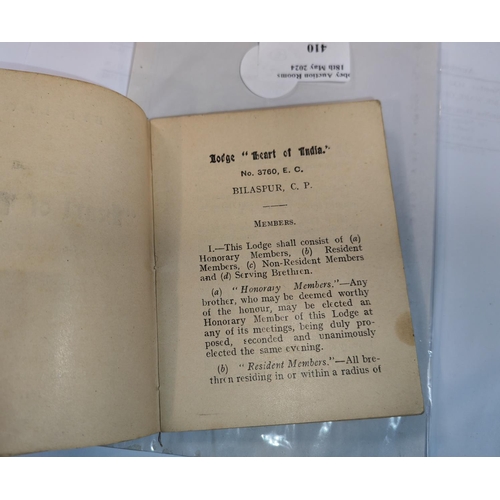 Lodge "Heart of India."
No. 3760, E. C.
BILASPUR, C. P.
MEMBERS.
1.—This Lodge shall consist of (a)
Honorary Members, (b) Resident
Members, (c) Non-Resident Members
and (d) Serving Brethren.
(a) "Honorary Members."—Any
brother, who may be deemed worthy
of the honour, may be elected an
Honorary Member of this Lodge at
any of its meetings, being duly pro-
posed, seconded and unanimously
elected the same evening.
(b) "Resident Members."—All bre-
thren residing in or within a radius of
Auction Rooms
18th May 2024
410